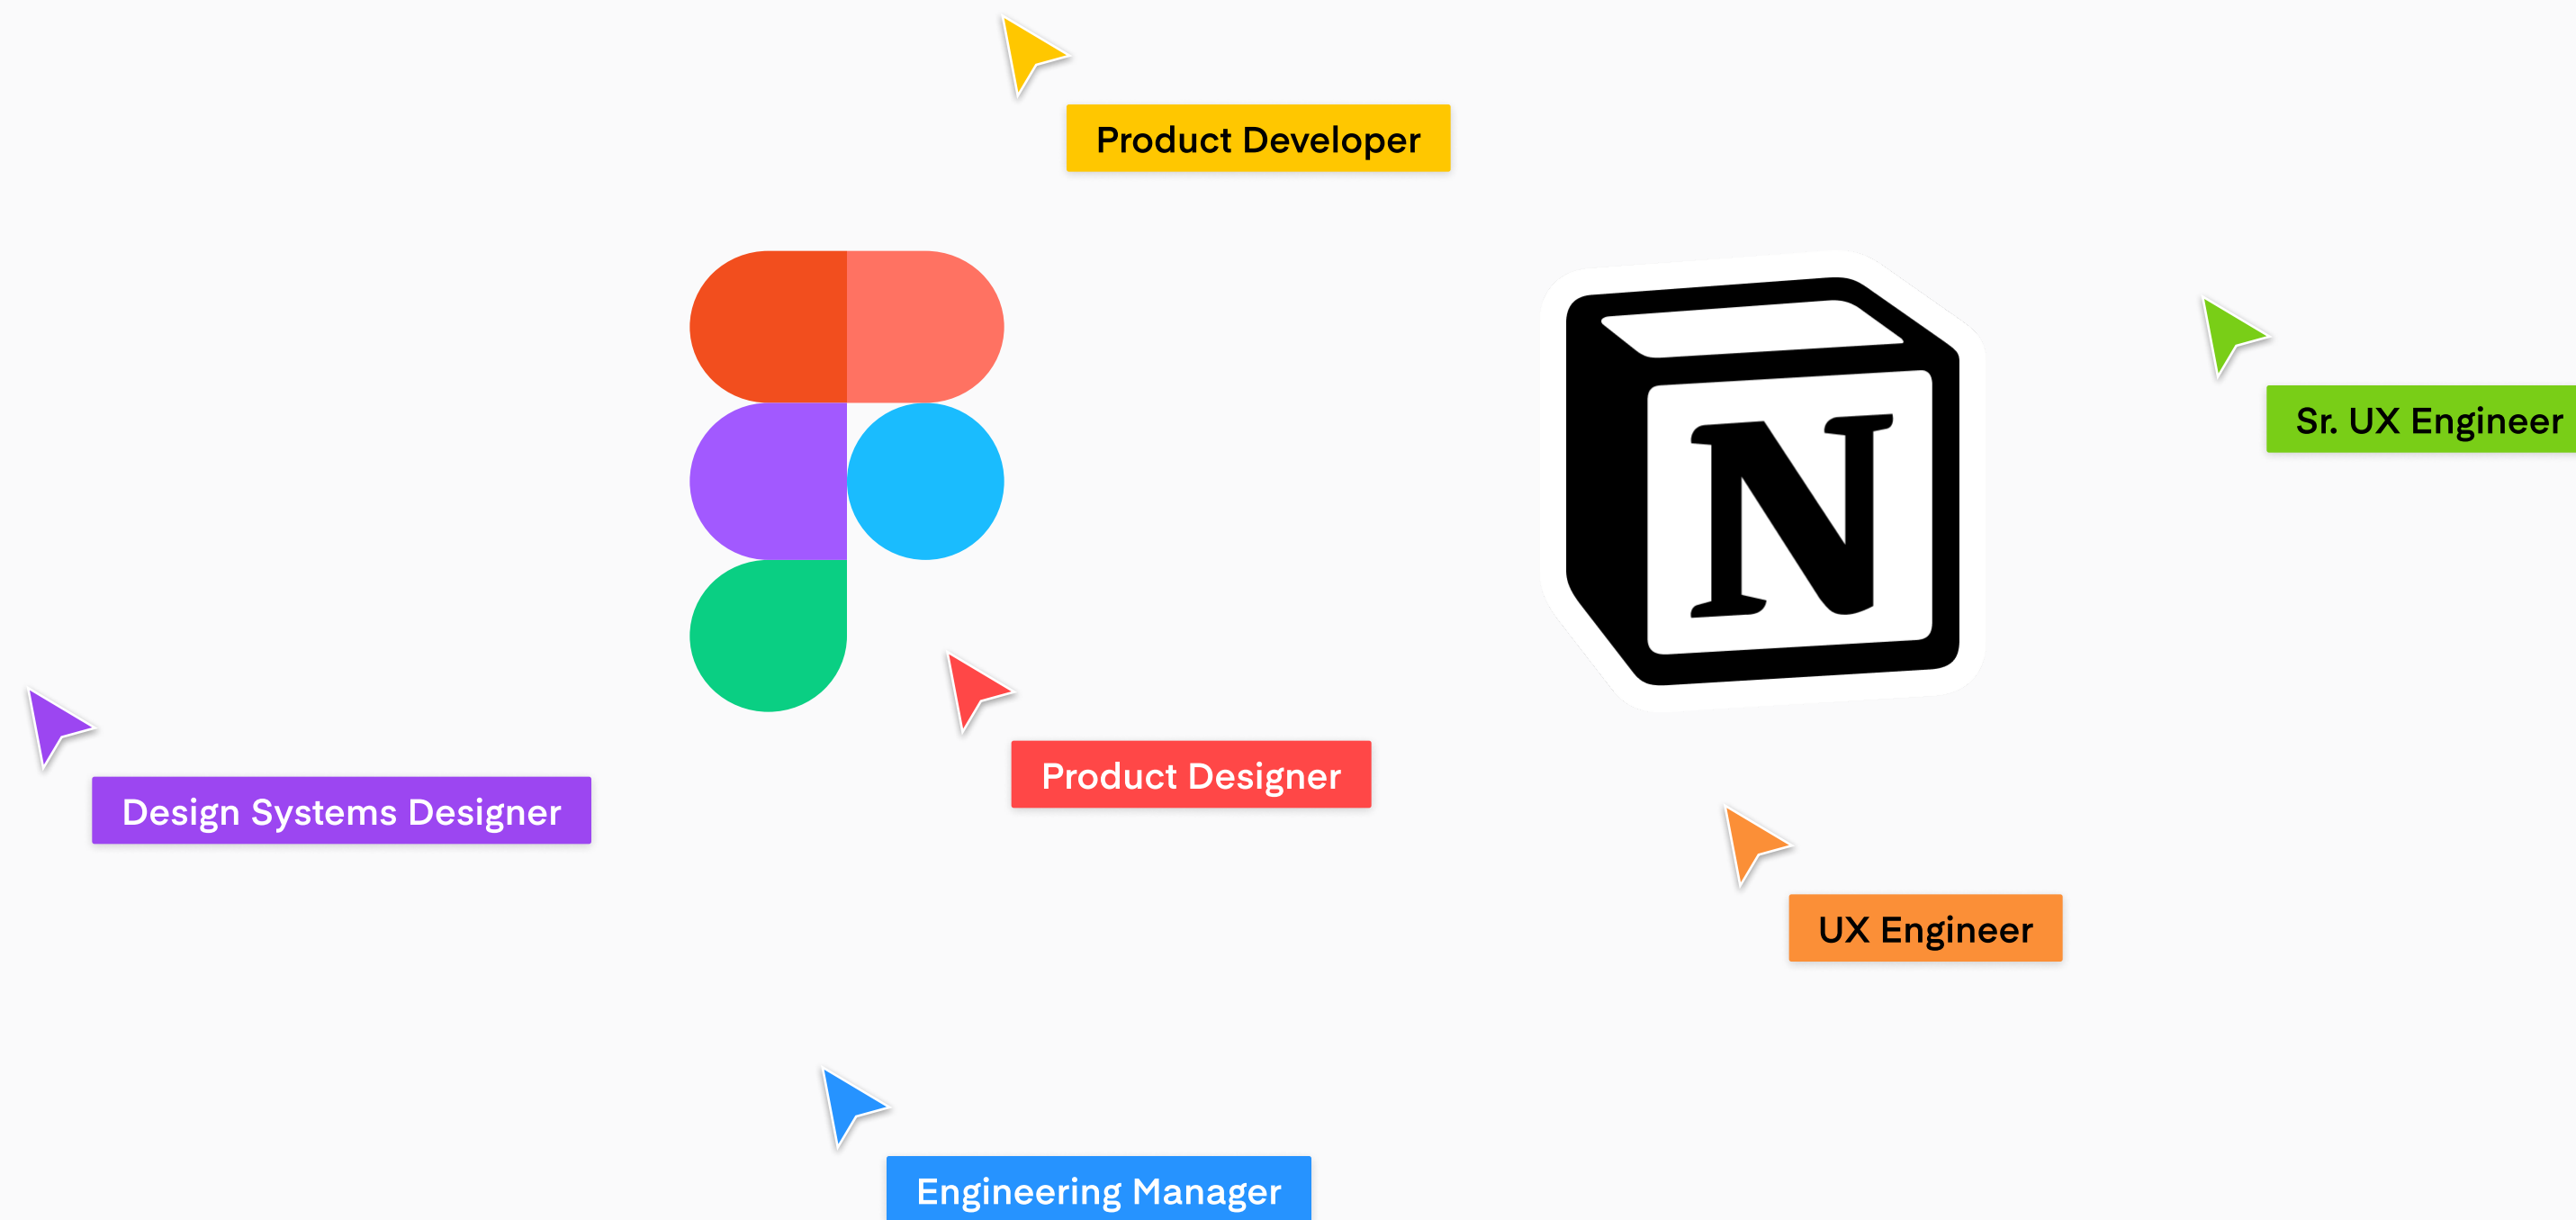 Product Developer
Sr. UX Engineer
N
Product Designer
Design Systems Designer
UX Engineer
Engineering Manager